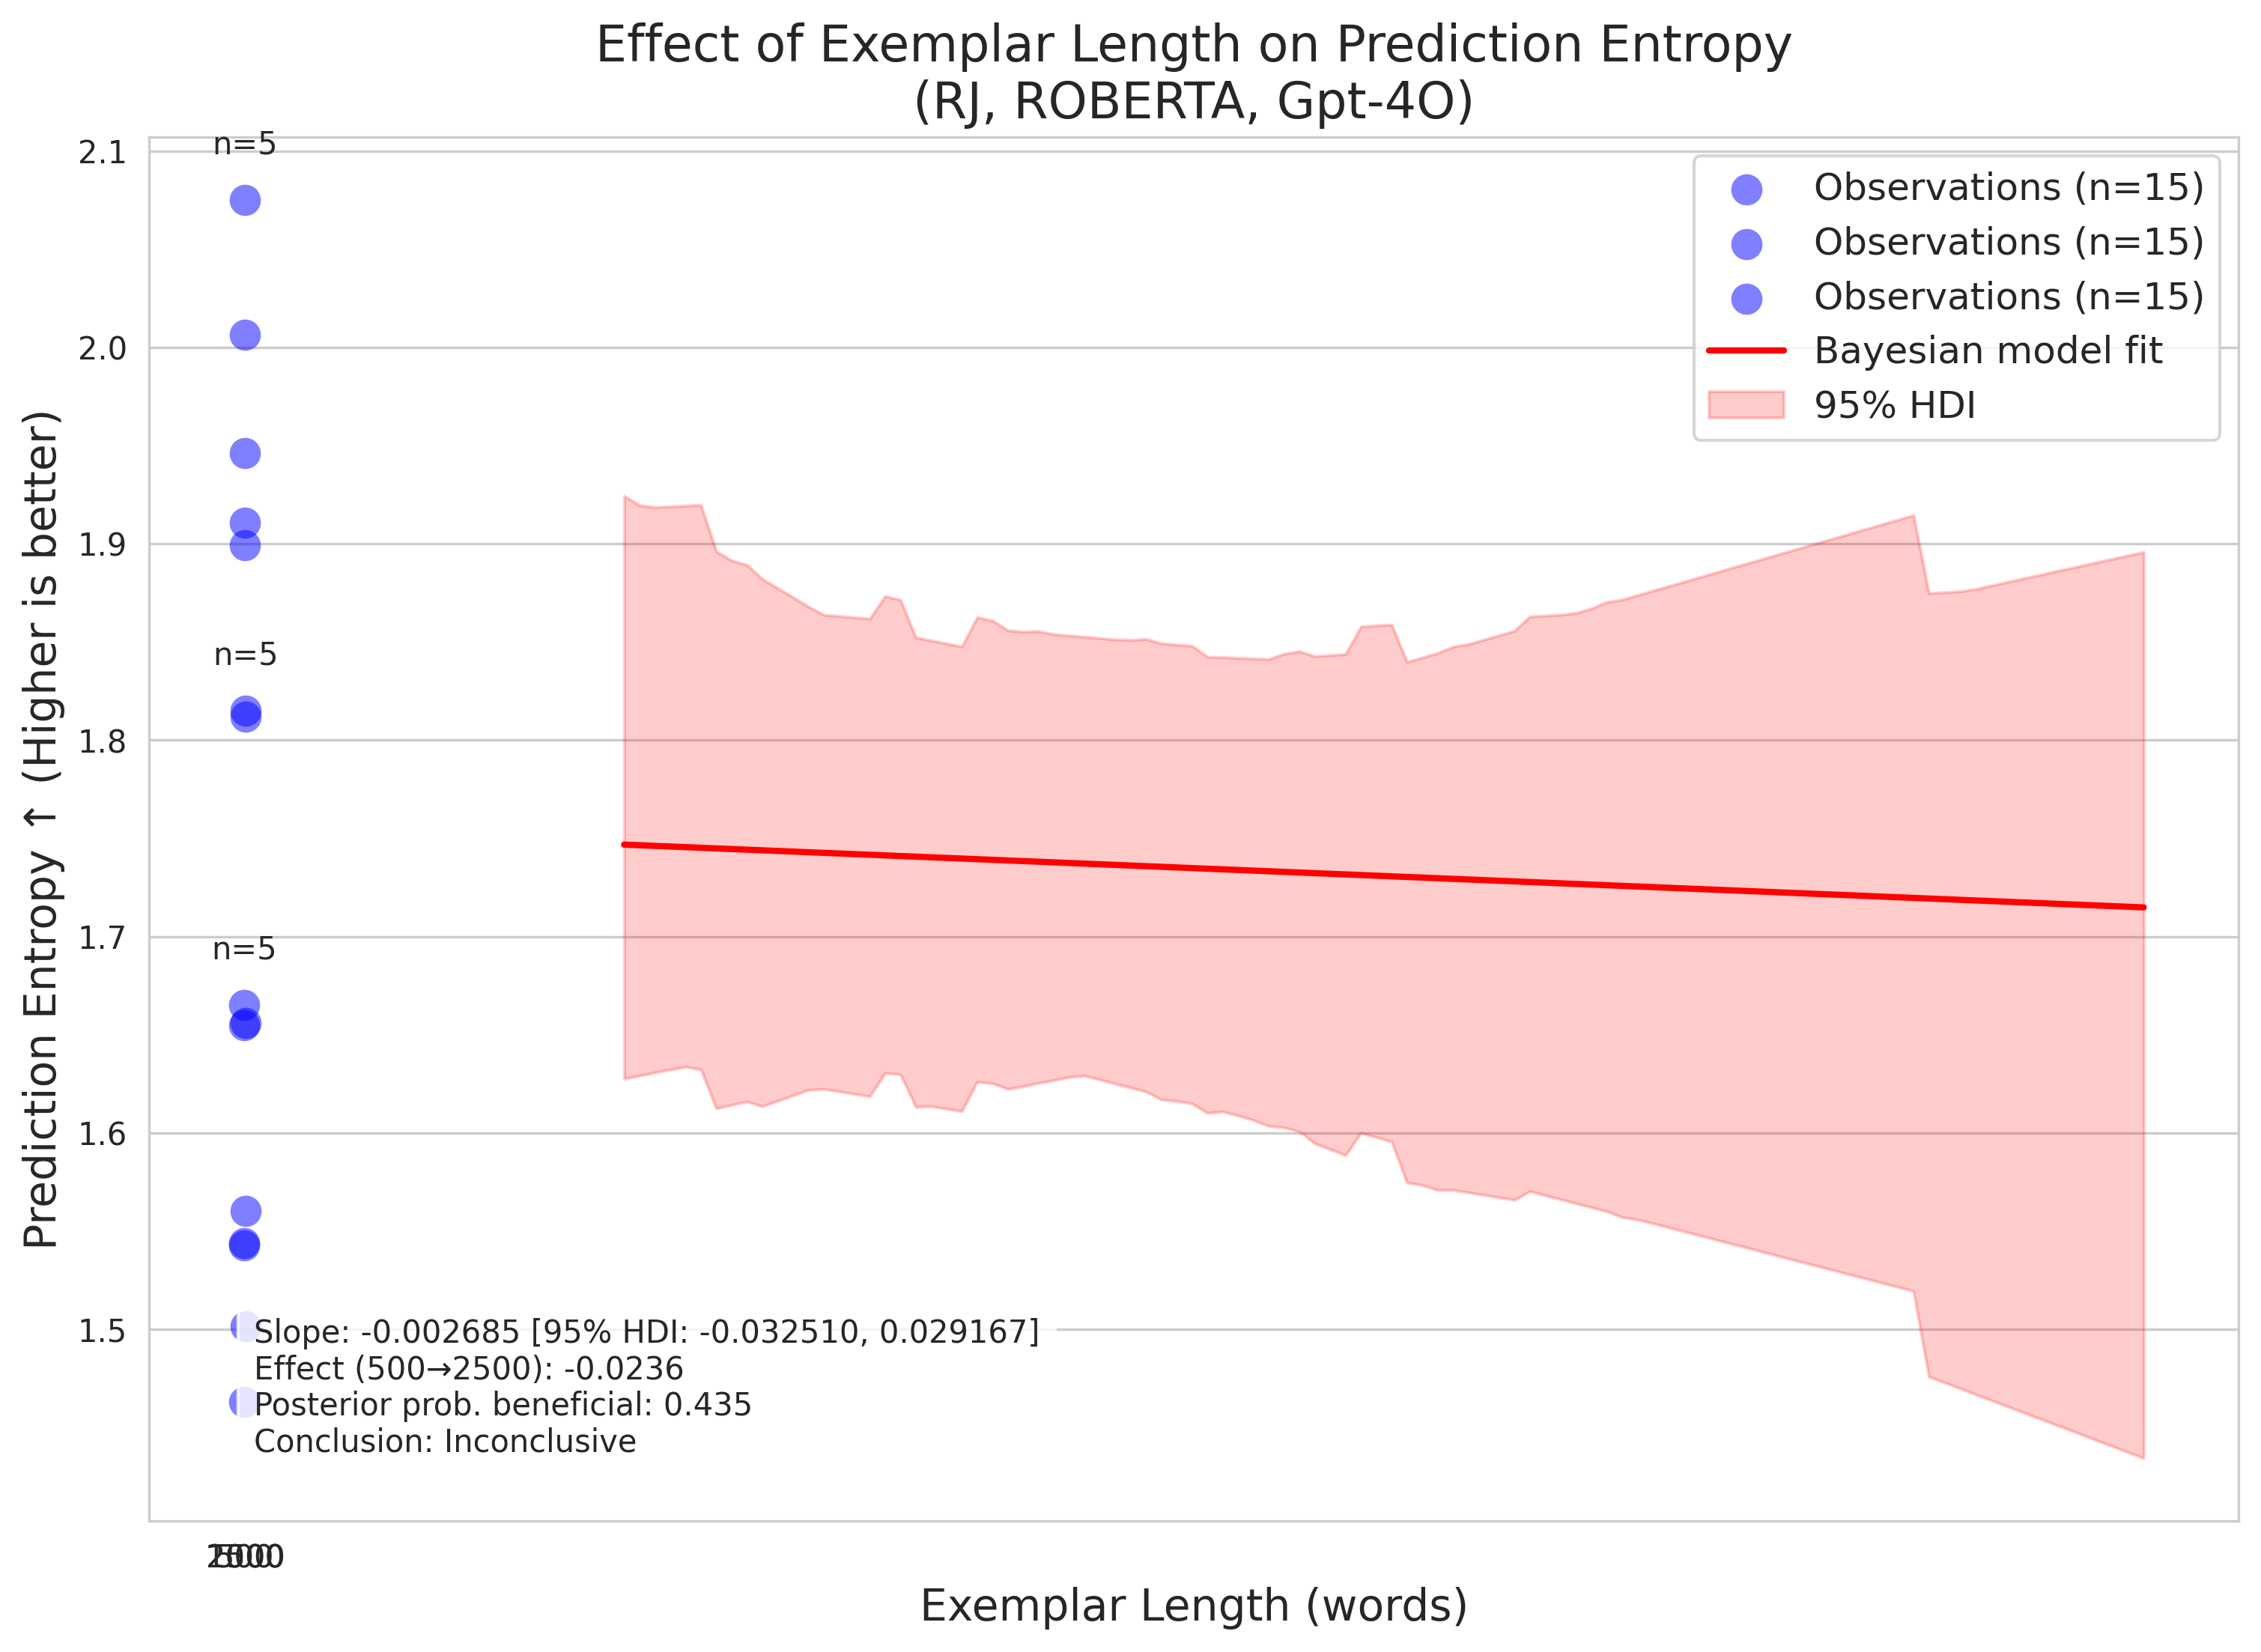 Effect of Exemplar Length on Prediction Entropy
(RJ, ROBERTA, Gpt-4O)
Prediction Entropy ↑ (Higher is better)
2.1
2.0
1.9
1.8
1.7
1.6
1.5
n=5
n=5
n=5
Observations (n=15)
Observations (n=15)
Observations (n=15)
Bayesian model fit
95% HDI
Slope: -0.002685 [95% HDI: -0.032510, 0.029167]
Effect (500→2500): -0.0236
Posterior prob. beneficial: 0.435
Conclusion: Inconclusive
Exemplar Length (words)